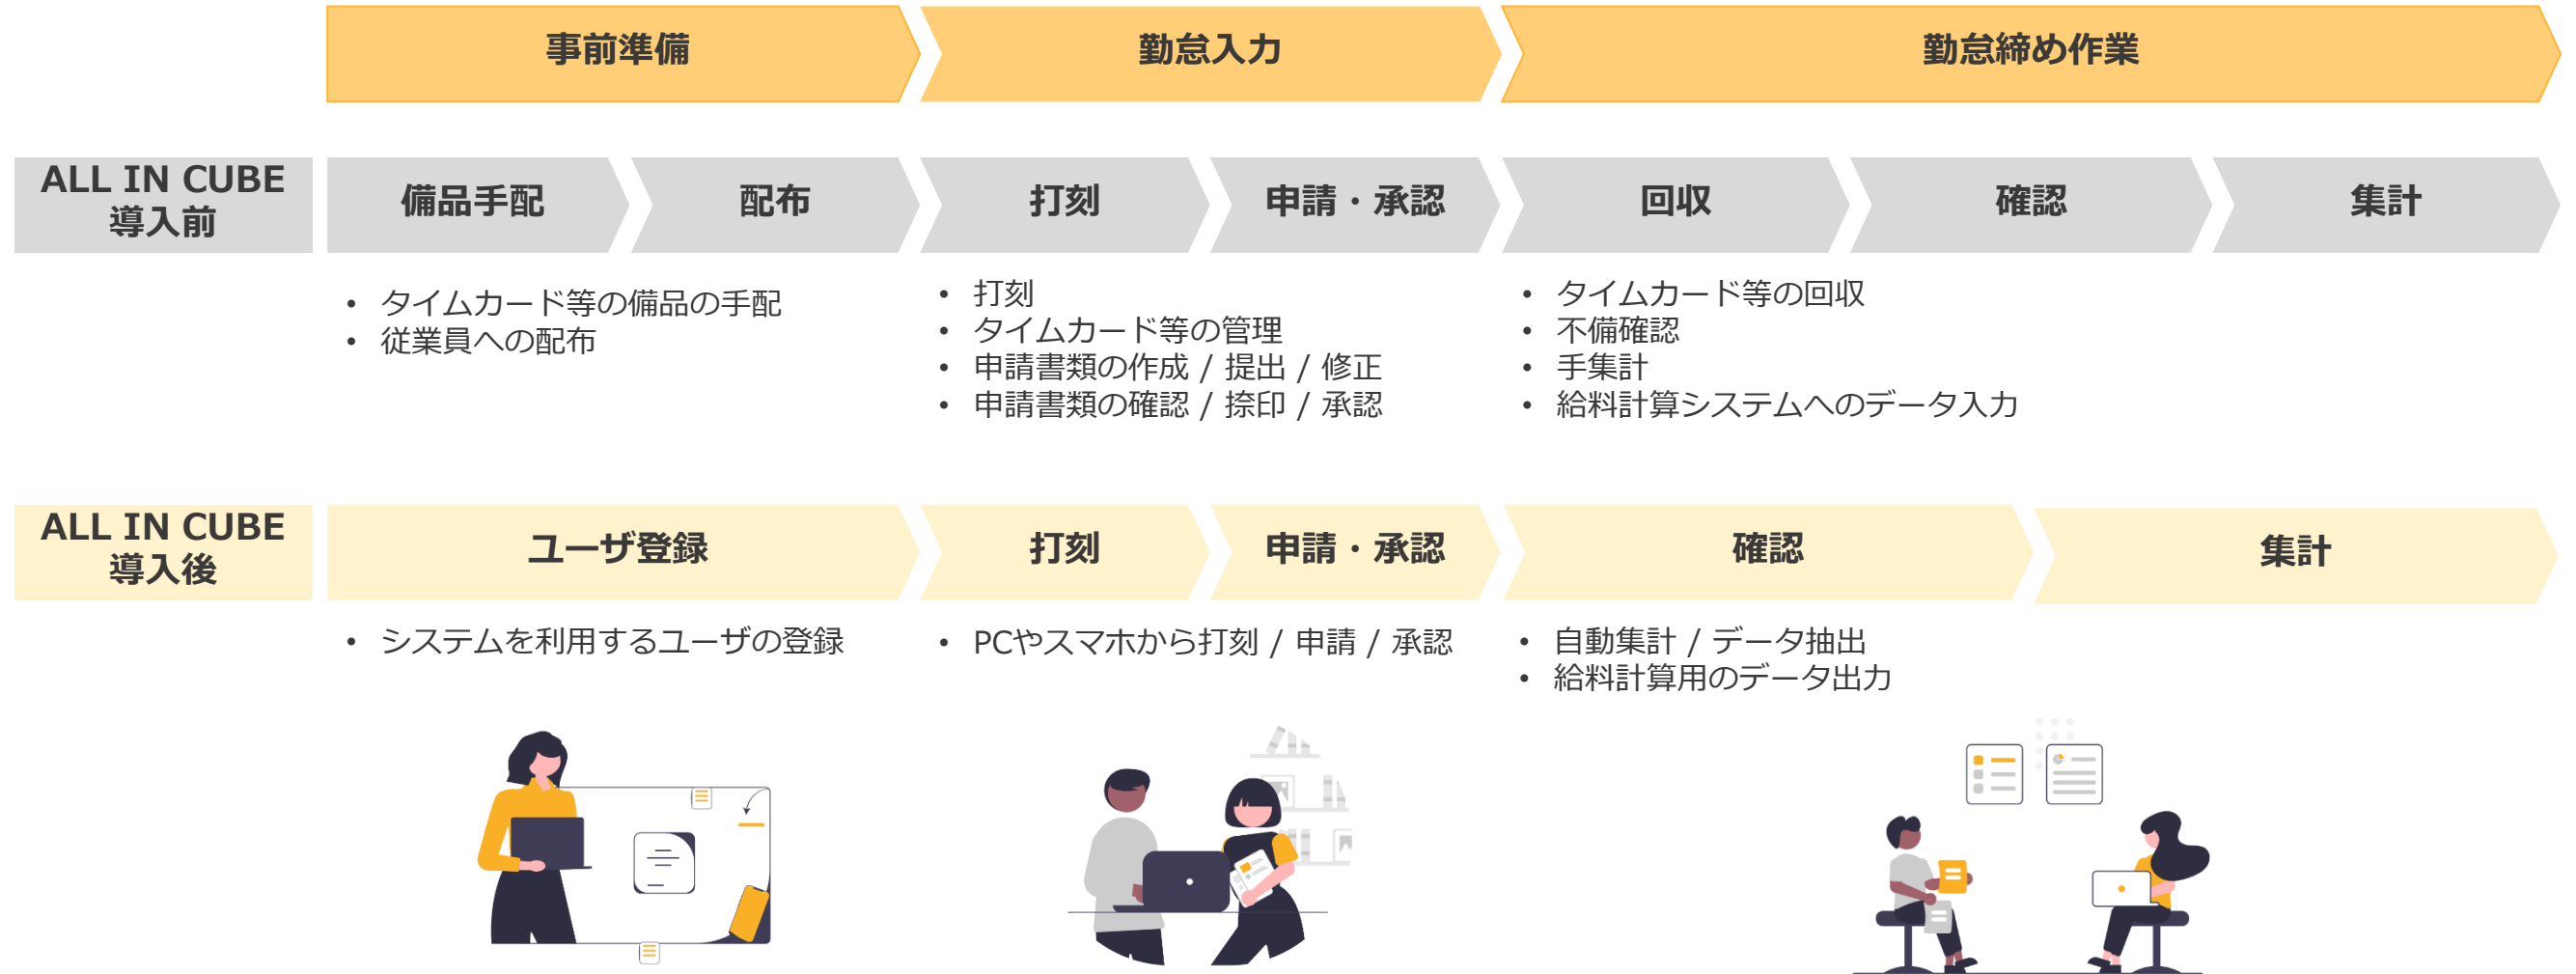 事前準備
勤怠入力
勤怠締め作業
ALL IN CUBE
導入前
備品手配
配布
打刻
申請・承認
回収
確認
集計
• タイムカード等の備品の手配
• 従業員への配布
• 打刻
• タイムカード等の管理
• 申請書類の作成 / 提出 / 修正
• 申請書類の確認 / 捺印 / 承認
• タイムカード等の回収
• 不備確認
• 手集計
• 給料計算システムへのデータ入力
ALL IN CUBE
導入後
ユーザ登録
打刻
申請・承認
確認
集計
• システムを利用するユーザの登録
• PCやスマホから打刻 / 申請 / 承認
• 自動集計 / データ抽出
• 給料計算用のデータ出力